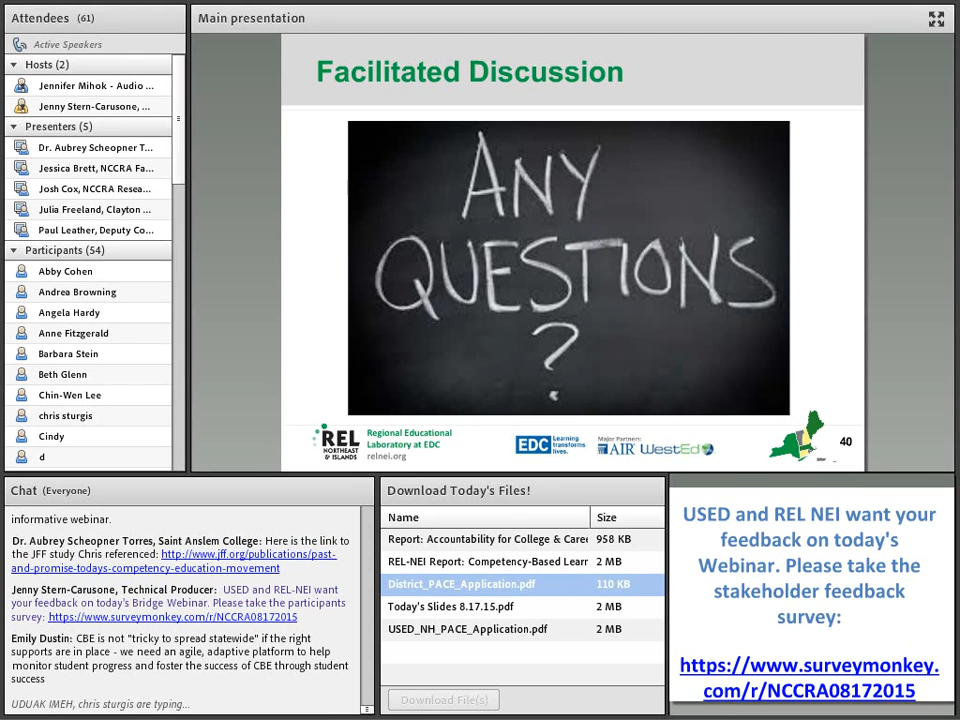 Attendees (61)
Active Speakers
Hosts (2)
Jennifer Mihok - Audio ...
Jenny Stern-Carusone, ...
Presenters (5)
Dr. Aubrey Scheopner T...
Jessica Brett, NCCRA Fa...
Josh Cox, NCCRA Resea...
Julia Freeland, Clayton ...
Paul Leather, Deputy Co...
Participants (54)
Abby Cohen
Andrea Browning
Angela Hardy
Anne Fitzgerald
Barbara Stein
Beth Glenn
Chin-Wen Lee
chris sturgis
Cindy
d
Main presentation
Facilitated Discussion
ANY
QUESTIONS
?
REL
NORTHEAST
& ISLANDS
Regional Educational
Laboratory at EDC
relnei.org
EDC Learning
transforms
lives.
Major Partners:
AIR WestEd
40
Chat (Everyone)
informative webinar.
Dr. Aubrey Scheopner Torres, Saint Anslem College: Here is the link to
the JFF study Chris referenced: http://www.jff.org/publications/past-
and-promise-todays-competency-education-movement
Jenny Stern-Carusone, Technical Producer: USED and REL-NEI want
your feedback on today's Bridge Webinar. Please take the participants
survey: https://www.surveymonkey.com/r/NCCRA08172015
Emily Dustin: CBE is not "tricky to spread statewide" if the right
supports are in place - we need an agile, adaptive platform to help
monitor student progress and foster the success of CBE through student
success
UDUAK IMEH, chris sturgis are typing...
Download Today's Files!
Name Size
Report: Accountability for College & Caree 958 KB
REL-NEI Report: Competency-Based Learn 2 MB
District_PACE_Application.pdf 110 KB
Today's Slides 8.17.15.pdf 2 MB
USED_NH_PACE_Application.pdf 2 MB
Download File(s)
USED and REL NEI want your
feedback on today's
Webinar. Please take the
stakeholder feedback
survey:
https://www.surveymonkey.
com/r/NCCRA08172015